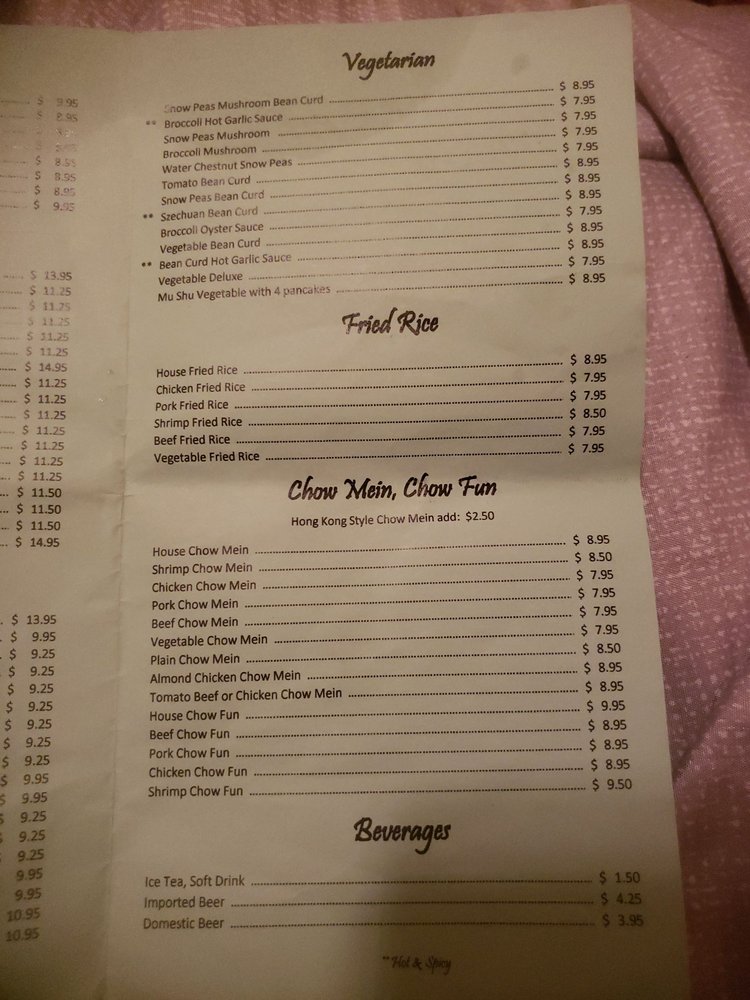 $ 9.95
$ 8.95
$ 8.95
$ 8.95
$ 8.95
$ 9.95
$ 13.95
$ 11.25
$ 11.25
$ 11.25
$ 11.25
$ 11.25
$ 14.95
$ 11.25
$ 11.25
$ 11.25
$ 11.25
$ 11.25
$ 11.25
$ 11.25
$ 11.50
$ 11.50
$ 11.50
$ 14.95
$ 13.95
$ 9.95
$ 9.25
$ 9.25
$ 9.25
$ 9.25
$ 9.25
$ 9.25
$ 9.25
$ 9.95
$ 9.95
$ 9.25
$ 9.25
9.25
9.95
9.95
10.95
10.95
Vegetarian
Snow Peas Mushroom Bean Curd $ 8.95
** Broccoli Hot Garlic Sauce $ 7.95
Snow Peas Mushroom $ 7.95
Broccoli Mushroom $ 7.95
Water Chestnut Snow Peas $ 7.95
Tomato Bean Curd $ 8.95
Snow Peas Bean Curd $ 8.95
** Szechuan Bean Curd $ 8.95
Broccoli Oyster Sauce $ 7.95
Vegetable Bean Curd $ 8.95
** Bean Curd Hot Garlic Sauce $ 8.95
Vegetable Deluxe $ 7.95
Mu Shu Vegetable with 4 pancakes $ 8.95
Fried Rice
House Fried Rice $ 8.95
Chicken Fried Rice $ 7.95
Pork Fried Rice $ 7.95
Shrimp Fried Rice $ 8.50
Beef Fried Rice $ 7.95
Vegetable Fried Rice $ 7.95
Chow Mein, Chow Fun
Hong Kong Style Chow Mein add: $2.50
House Chow Mein $ 8.95
Shrimp Chow Mein $ 8.50
Chicken Chow Mein $ 7.95
Pork Chow Mein $ 7.95
Beef Chow Mein $ 7.95
Vegetable Chow Mein $ 7.95
Plain Chow Mein $ 8.50
Almond Chicken Chow Mein $ 8.95
Tomato Beef or Chicken Chow Mein $ 8.95
House Chow Fun $ 9.95
Beef Chow Fun $ 8.95
Pork Chow Fun $ 8.95
Chicken Chow Fun $ 8.95
Shrimp Chow Fun $ 9.50
Beverages
Ice Tea, Soft Drink $ 1.50
Imported Beer $ 4.25
Domestic Beer $ 3.95
** Hot & Spicy